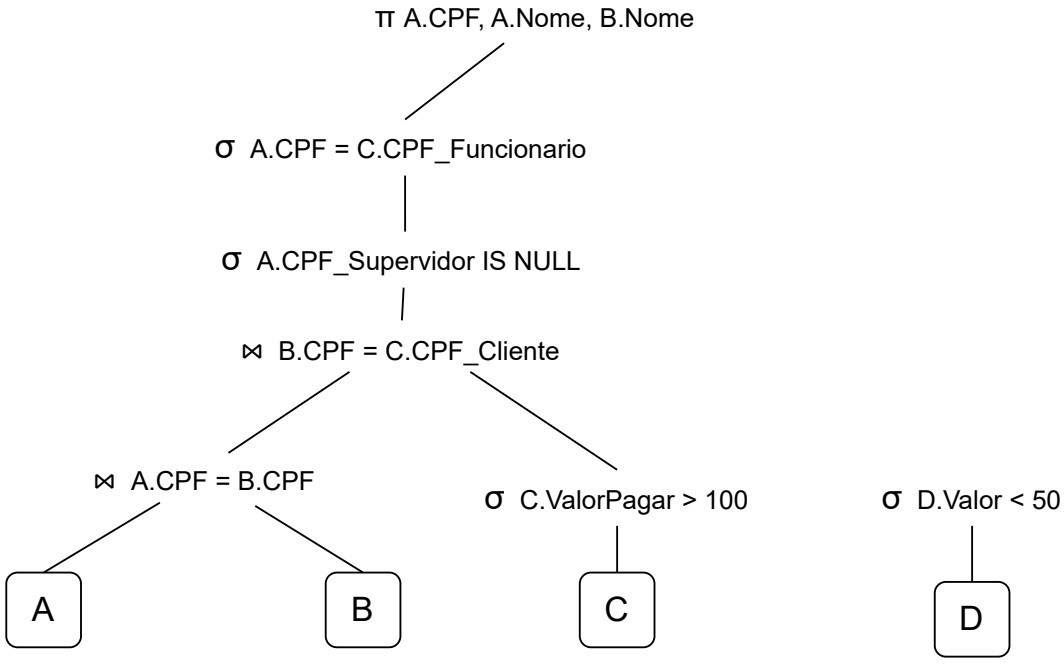 π A.CPF, A.Nome, B.Nome
σ A.CPF = C.CPF_Funcionario
σ A.CPF_Supervidor IS NULL
⋈ B.CPF = C.CPF_Cliente
⋈ A.CPF = B.CPF
σ C.ValorPagar > 100
σ D.Valor < 50
A
B
C
D